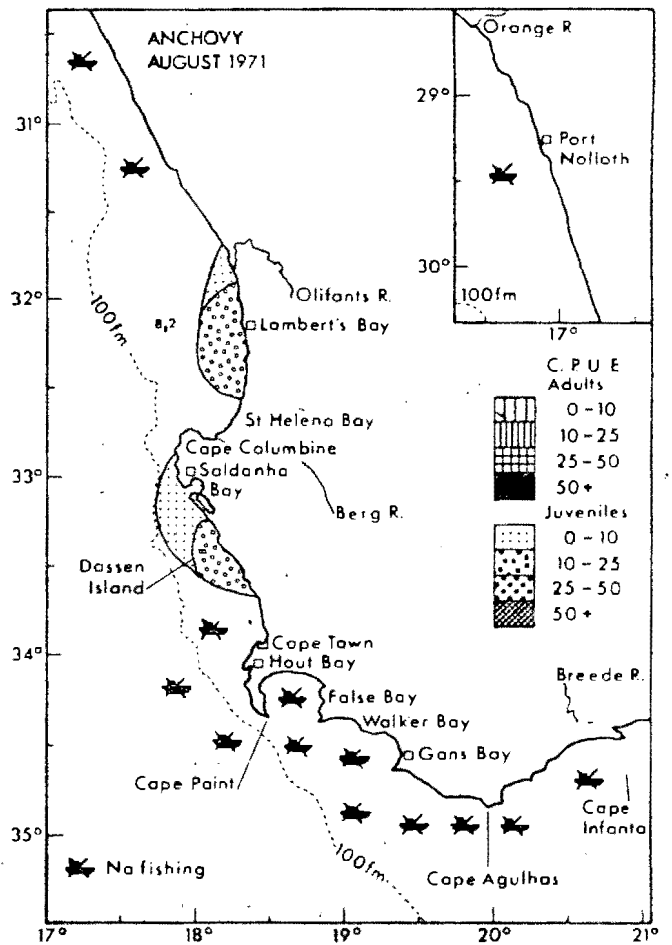 ANCHOVY
AUGUST 1971
Orange R
29°
Port
Nolloth
30°
100fm
17°
31°
32°
33°
34°
35°
100fm
8,2
Olifants R.
Lambert's Bay
St Helena Bay
Cape Columbine
Saldanha
Bay
Berg R.
Dassen
Island
Cape Town
Hout Bay
False Bay
Walker Bay
Gans Bay
Breede R.
Cape Point
Cape
Infanta
Cape Agulhas
100fm
No fishing
C. P. U E
Adults
0-10
10-25
25-50
50+
Juveniles
0-10
10-25
25-50
50+
17°
18°
19°
20°
21°